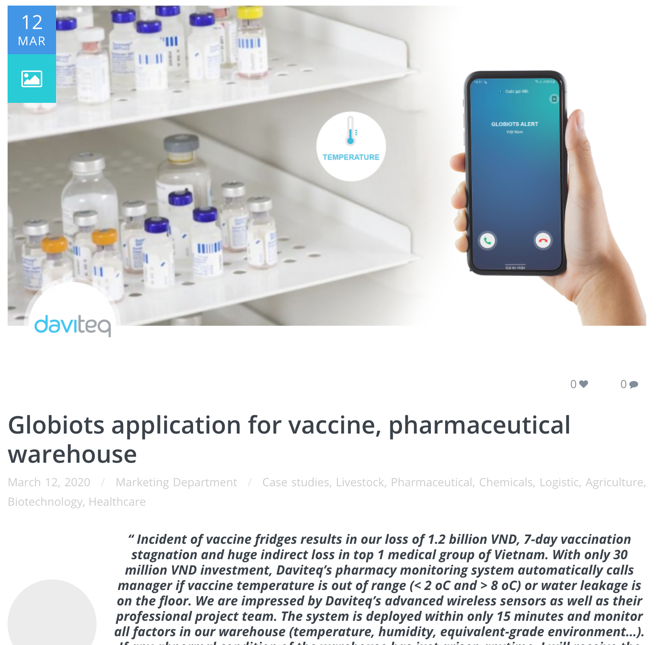 12
MAR
TEMPERATURE
GLOBIOTS ALERT
Việt Nam
daviteq
0
0
Globiots application for vaccine, pharmaceutical
warehouse
March 12, 2020 / Marketing Department / Case studies, Livestock, Pharmaceutical, Chemicals, Logistic, Agriculture,
Biotechnology, Healthcare
“ Incident of vaccine fridges results in our loss of 1.2 billion VND, 7-day vaccination
stagnation and huge indirect loss in top 1 medical group of Vietnam. With only 30
million VND investment, Daviteq’s pharmacy monitoring system automatically calls
manager if vaccine temperature is out of range (< 2 oC and > 8 oC) or water leakage is
on the floor. We are impressed by Daviteq’s advanced wireless sensors as well as their
professional project team. The system is deployed within only 15 minutes and monitor
all factors in our warehouse (temperature, humidity, equivalent-grade environment...).